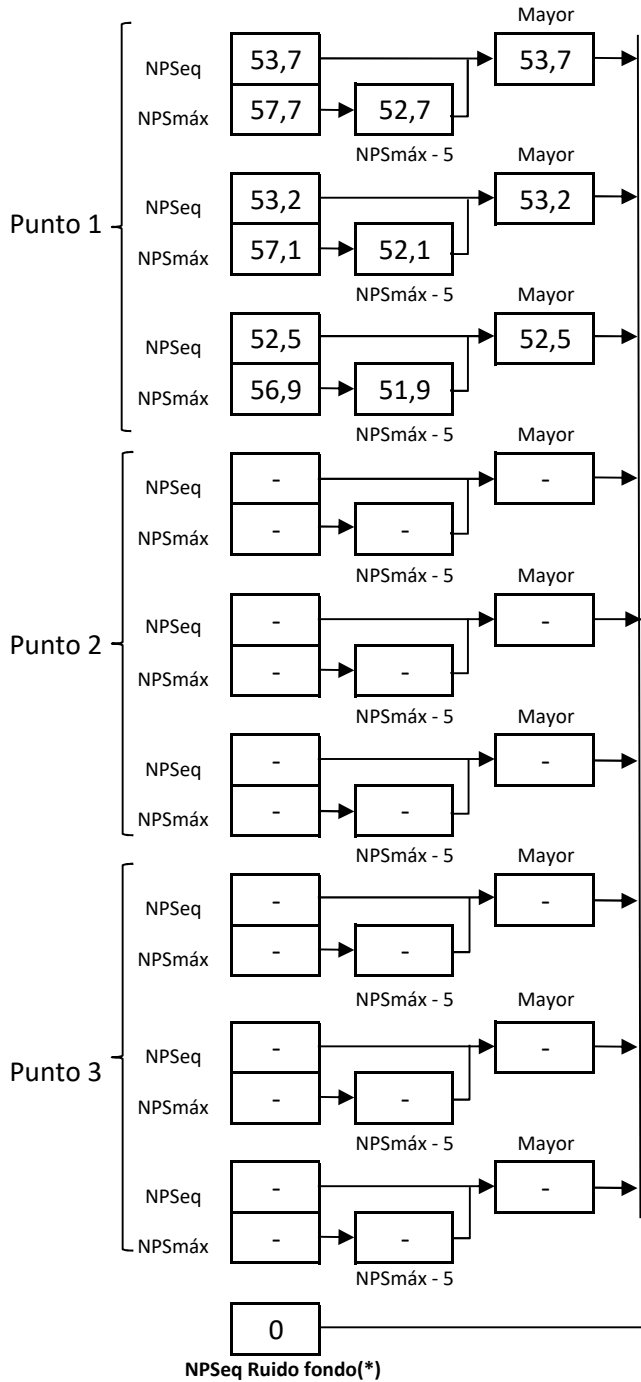 Mayor
NPSeq 53,7 53,7
NPSmáx 57,7 52,7
NPSmáx - 5 Mayor
NPSeq 53,2 53,2
Punto 1
NPSmáx 57,1 52,1
NPSmáx - 5 Mayor
NPSeq 52,5 52,5
NPSmáx 56,9 51,9
NPSmáx - 5 Mayor
NPSeq - -
NPSmáx - -
NPSmáx - 5 Mayor
NPSeq - -
Punto 2
NPSmáx - -
NPSmáx - 5 Mayor
NPSeq - -
NPSmáx - -
NPSmáx - 5 Mayor
NPSeq - -
NPSmáx - -
NPSmáx - 5 Mayor
NPSeq - -
Punto 3
NPSmáx - -
NPSmáx - 5 Mayor
NPSeq - -
NPSmáx - -
NPSmáx - 5
0
NPSeq Ruido fondo(*)